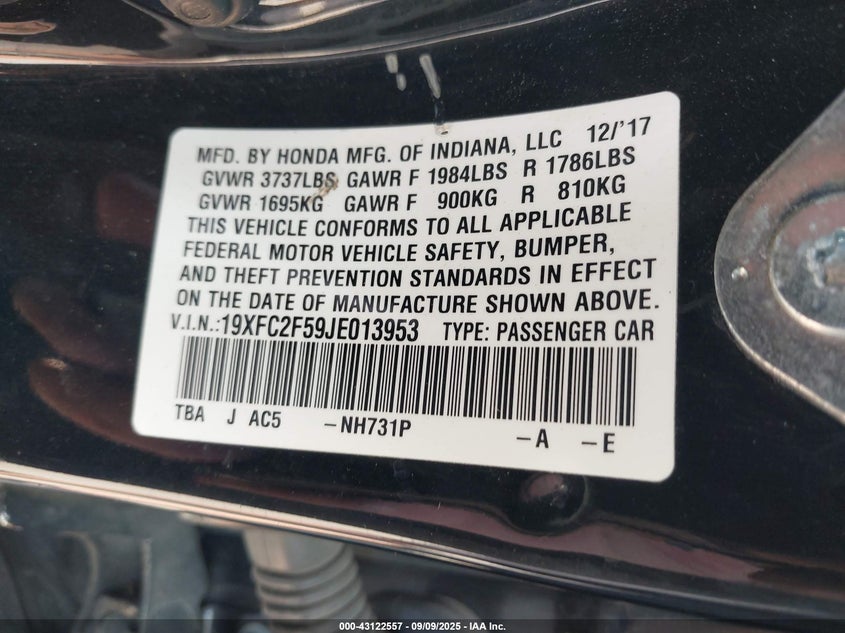 MFD. BY HONDA MFG. OF INDIANA, LLC 12/'17
GVWR 3737LBS GAWR F 1984LBS R 1786LBS
GVWR 1695KG GAWR F 900KG R 810KG
THIS VEHICLE CONFORMS TO ALL APPLICABLE
FEDERAL MOTOR VEHICLE SAFETY, BUMPER,
AND THEFT PREVENTION STANDARDS IN EFFECT
ON THE DATE OF MANUFACTURE SHOWN ABOVE.
V.I.N.:19XFC2F59JE013953 TYPE: PASSENGER CAR
TBA J AC5 -NH731P -A -E
000-43122557 - 09/09/2025 - IAA Inc.